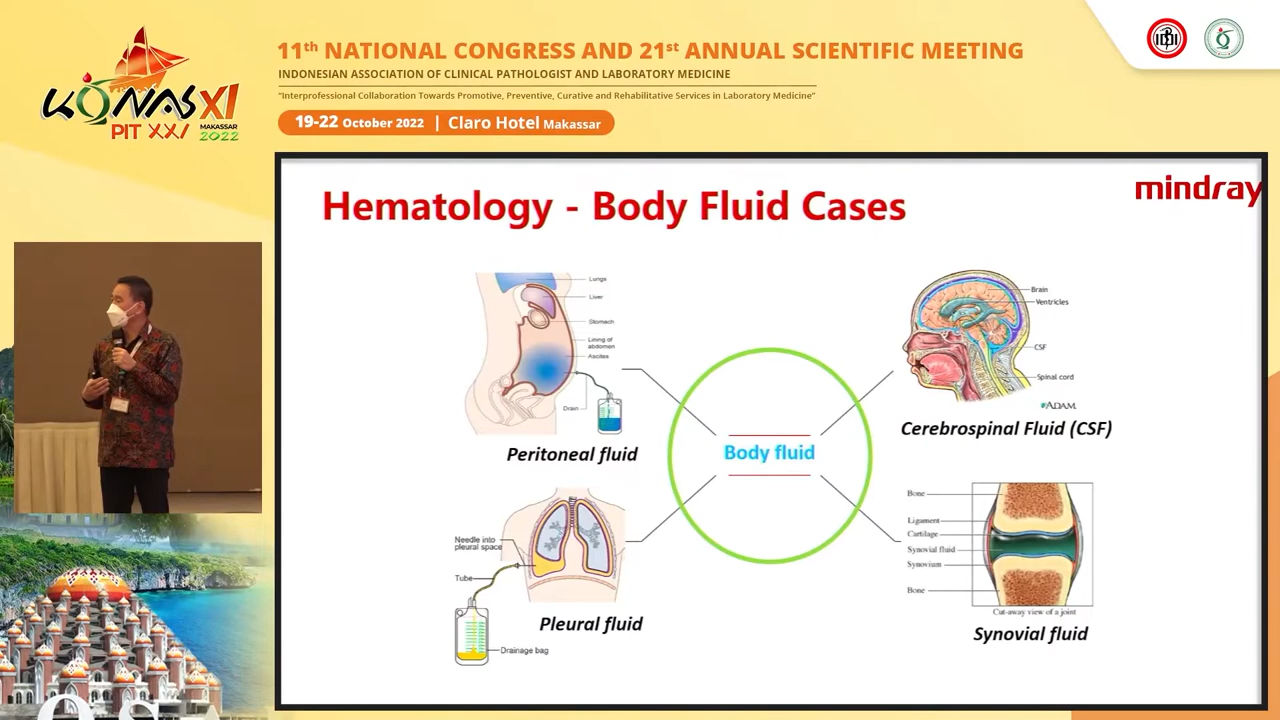 KONAS XI
PIT XXI
MAKASSAR
2022
11th NATIONAL CONGRESS AND 21st ANNUAL SCIENTIFIC MEETING
INDONESIAN ASSOCIATION OF CLINICAL PATHOLOGIST AND LABORATORY MEDICINE
"Interprofessional Collaboration Towards Promotive, Preventive, Curative and Rehabilitative Services in Laboratory Medicine"
19-22 October 2022 | Claro Hotel Makassar
IDI
Hematology - Body Fluid Cases
mindray
Lungs
Liver
Stomach
Lining of
abdomen
Ascites
Drain
Peritoneal fluid
Brain
Ventricles
CSF
Spinal cord
ADAM
Cerebrospinal Fluid (CSF)
Body fluid
Needle into
pleural space
Tube
Drainage bag
Pleural fluid
Bone
Ligament
Cartilage
Synovial fluid
Synovium
Bone
Cut-away view of a joint
Synovial fluid